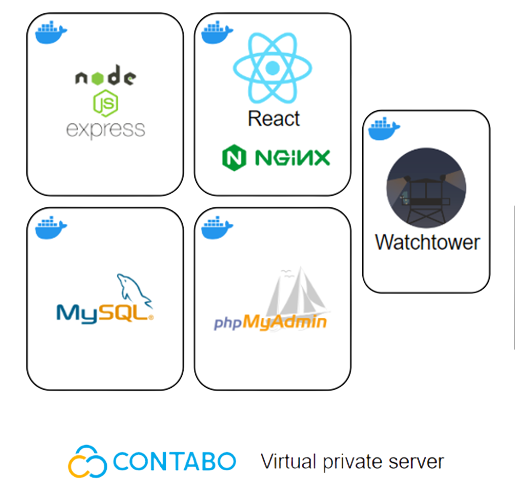 node
JS
express
React
NGINX
Watchtower
MySQL®
phpMyAdmin
CONTABO Virtual private server